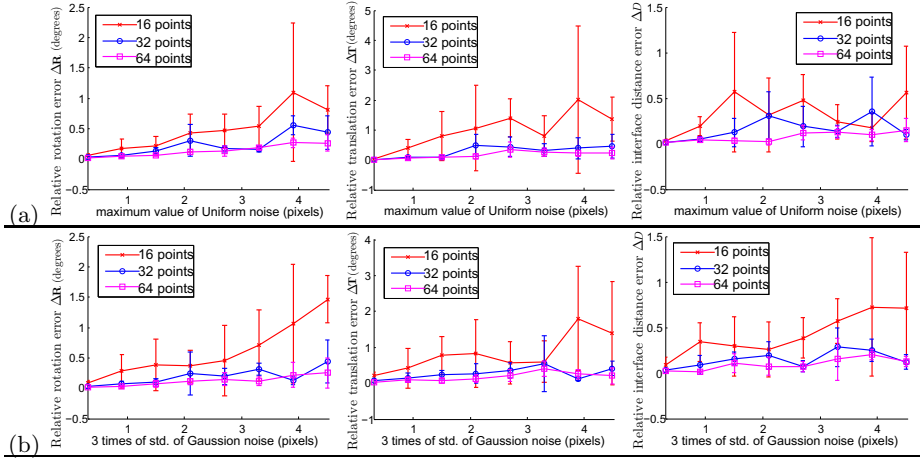 Relative rotation error ΔR (degrees)
2.5
2
1.5
1
0.5
0
−0.5
16 points
32 points
64 points
1
2
3
4
maximum value of Uniform noise (pixels)
Relative translation error ΔT (degrees)
5
4
3
2
1
0
−1
16 points
32 points
64 points
1
2
3
4
maximum value of Uniform noise (pixels)
Relative interface distance error ΔD
1.5
1
0.5
0
−0.5
16 points
32 points
64 points
1
2
3
4
maximum value of Uniform noise (pixels)
(a)
Relative rotation error ΔR (degrees)
2.5
2
1.5
1
0.5
0
−0.5
16 points
32 points
64 points
1
2
3
4
3 times of std. of Gaussion noise (pixels)
Relative translation error ΔT (degrees)
4
3
2
1
0
−1
16 points
32 points
64 points
1
2
3
4
3 times of std. of Gaussion noise (pixels)
Relative interface distance error ΔD
1.5
1
0.5
0
−0.5
16 points
32 points
64 points
1
2
3
4
3 times of std. of Gaussion noise (pixels)
(b)